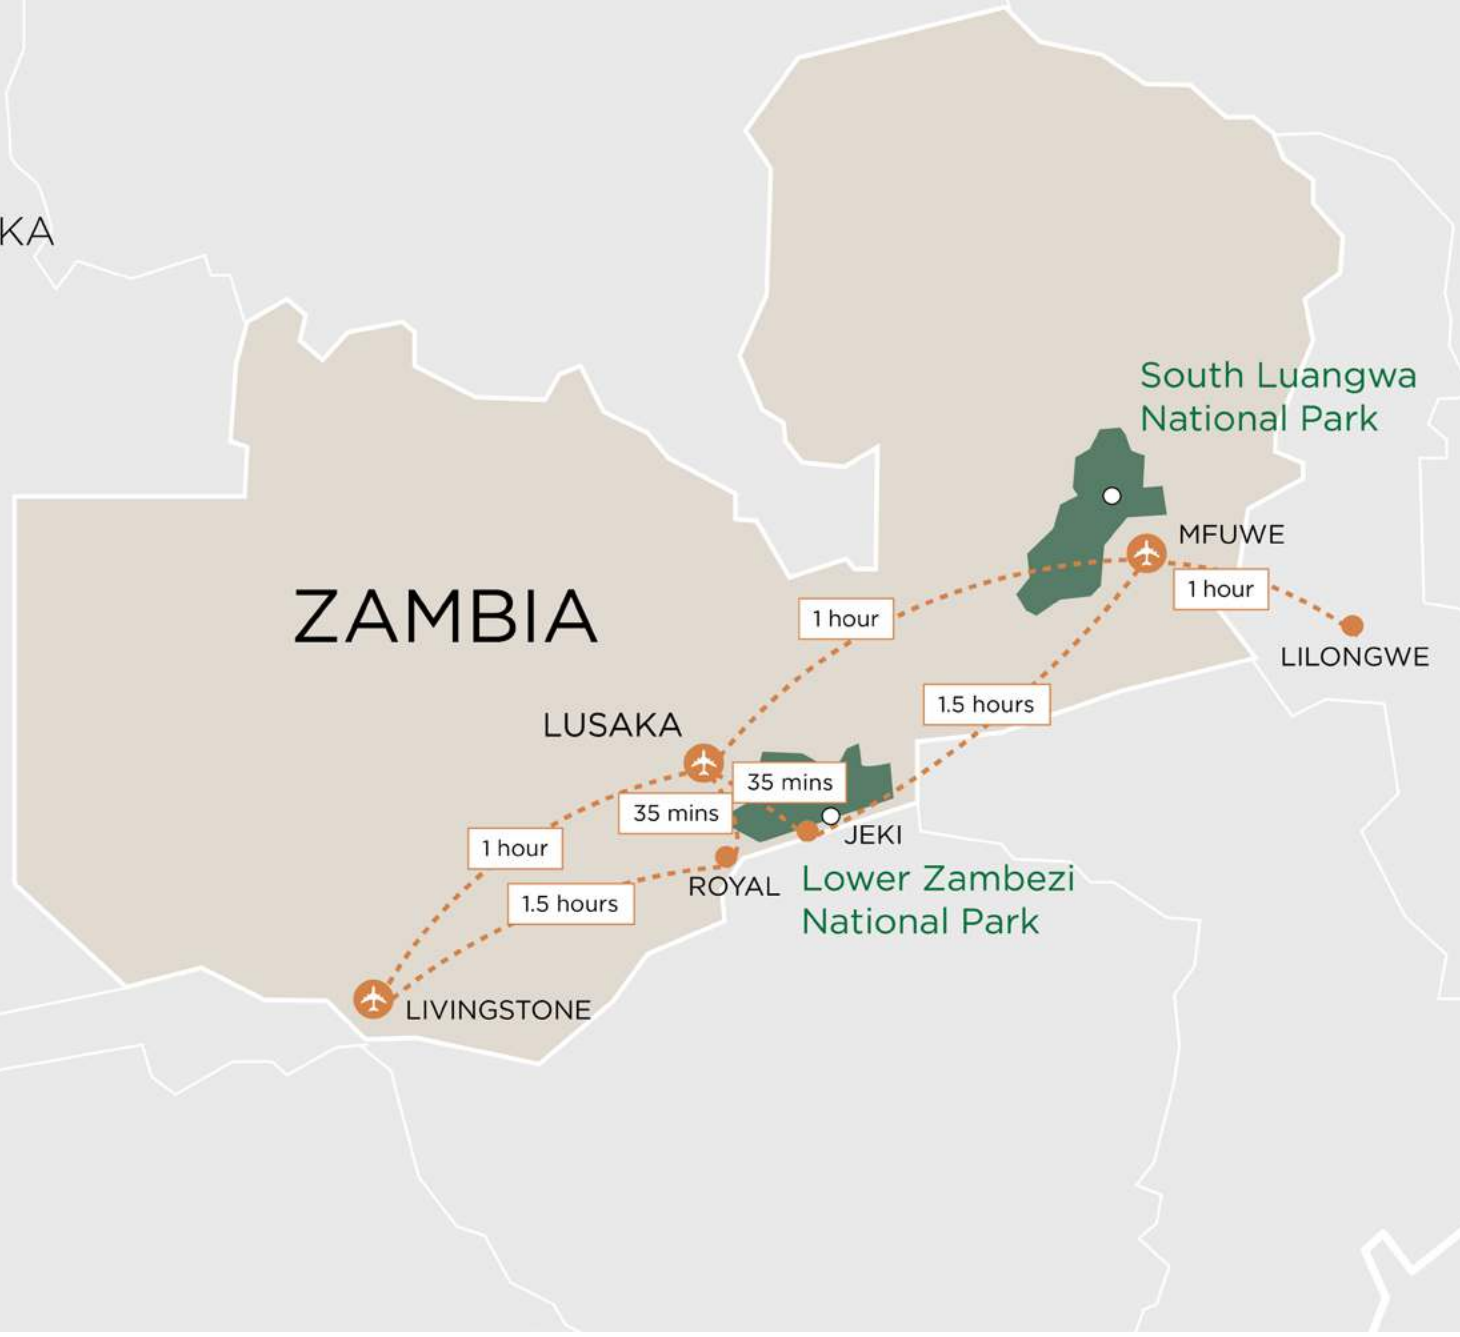 KA
South Luangwa
National Park
MFUWE
1 hour
ZAMBIA
1 hour
LILONGWE
1.5 hours
LUSAKA
35 mins
35 mins
JEKI
1 hour
ROYAL
Lower Zambezi
National Park
1.5 hours
LIVINGSTONE